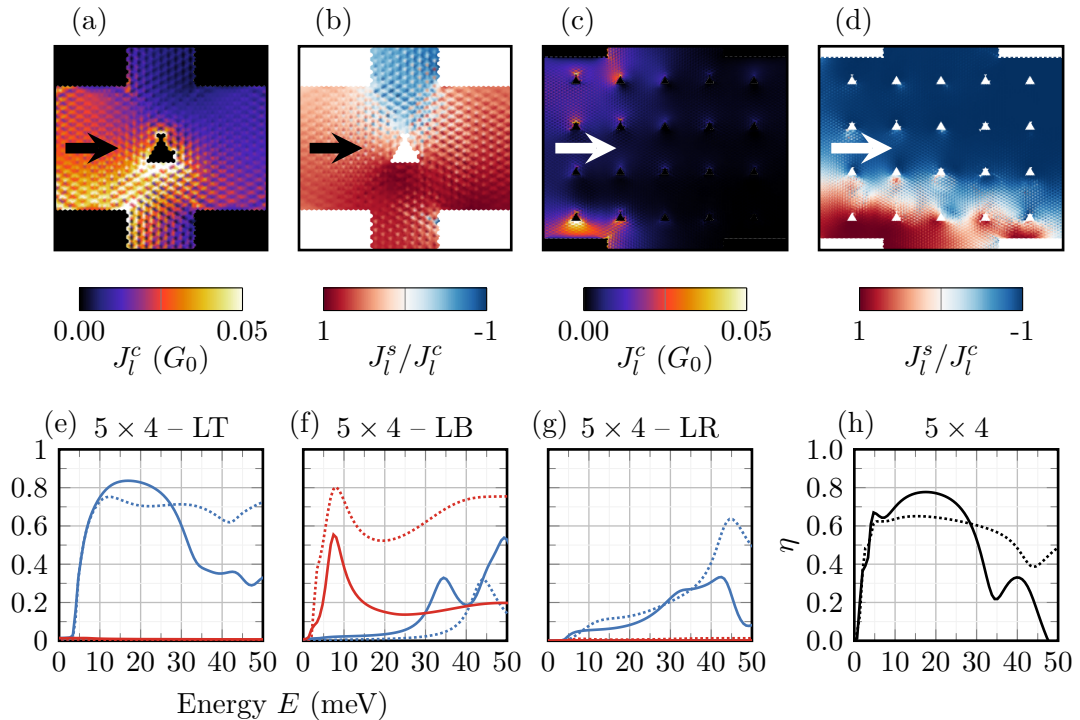 (a) (b) (c) (d)
0.00 0.05 1 -1 0.00 0.05 1 -1
J_l^c (G_0) J_l^s/J_l^c J_l^c (G_0) J_l^s/J_l^c
(e) 5 × 4 – LT (f) 5 × 4 – LB (g) 5 × 4 – LR (h) 5 × 4
1 1.0
0.8 0.8
0.6 0.6
η
0.4 0.4
0.2 0.2
0 0.0
0 10 20 30 40 50 0 10 20 30 40 50 0 10 20 30 40 50 0 10 20 30 40 50
Energy E (meV)